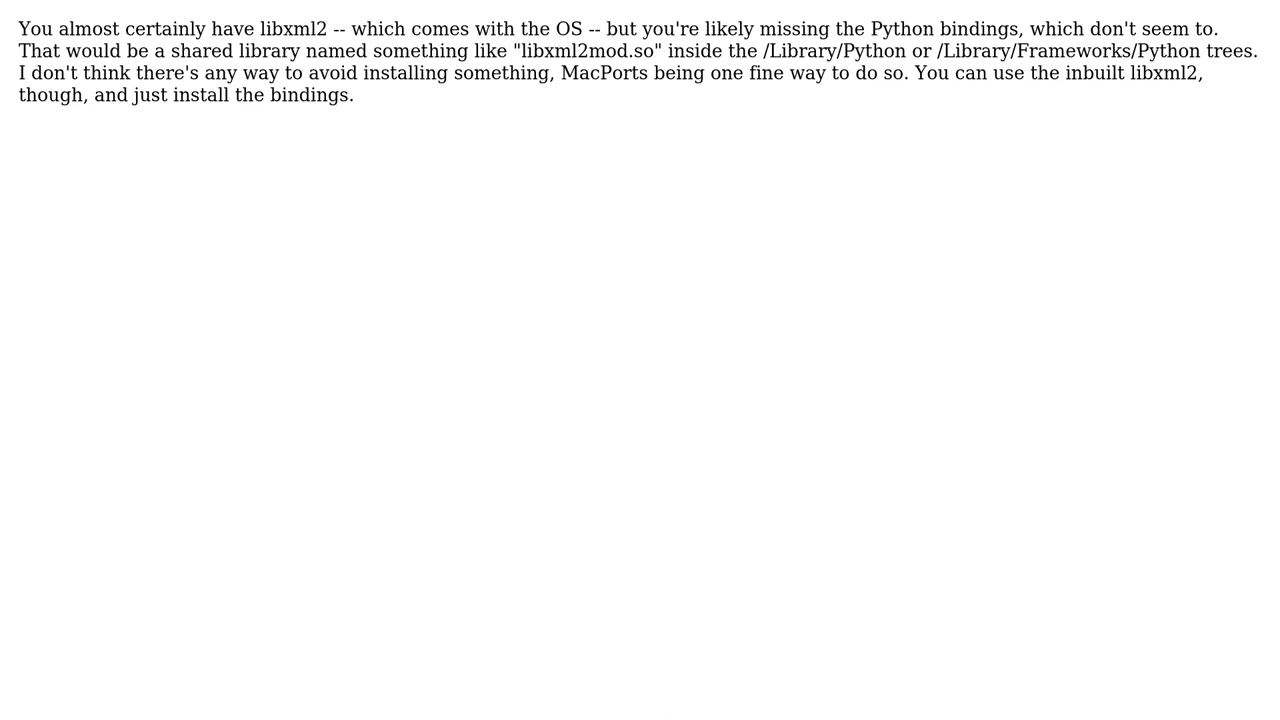 You almost certainly have libxml2 -- which comes with the OS -- but you're likely missing the Python bindings, which don't seem to.
That would be a shared library named something like "libxml2mod.so" inside the /Library/Python or /Library/Frameworks/Python trees.
I don't think there's any way to avoid installing something, MacPorts being one fine way to do so. You can use the inbuilt libxml2,
though, and just install the bindings.